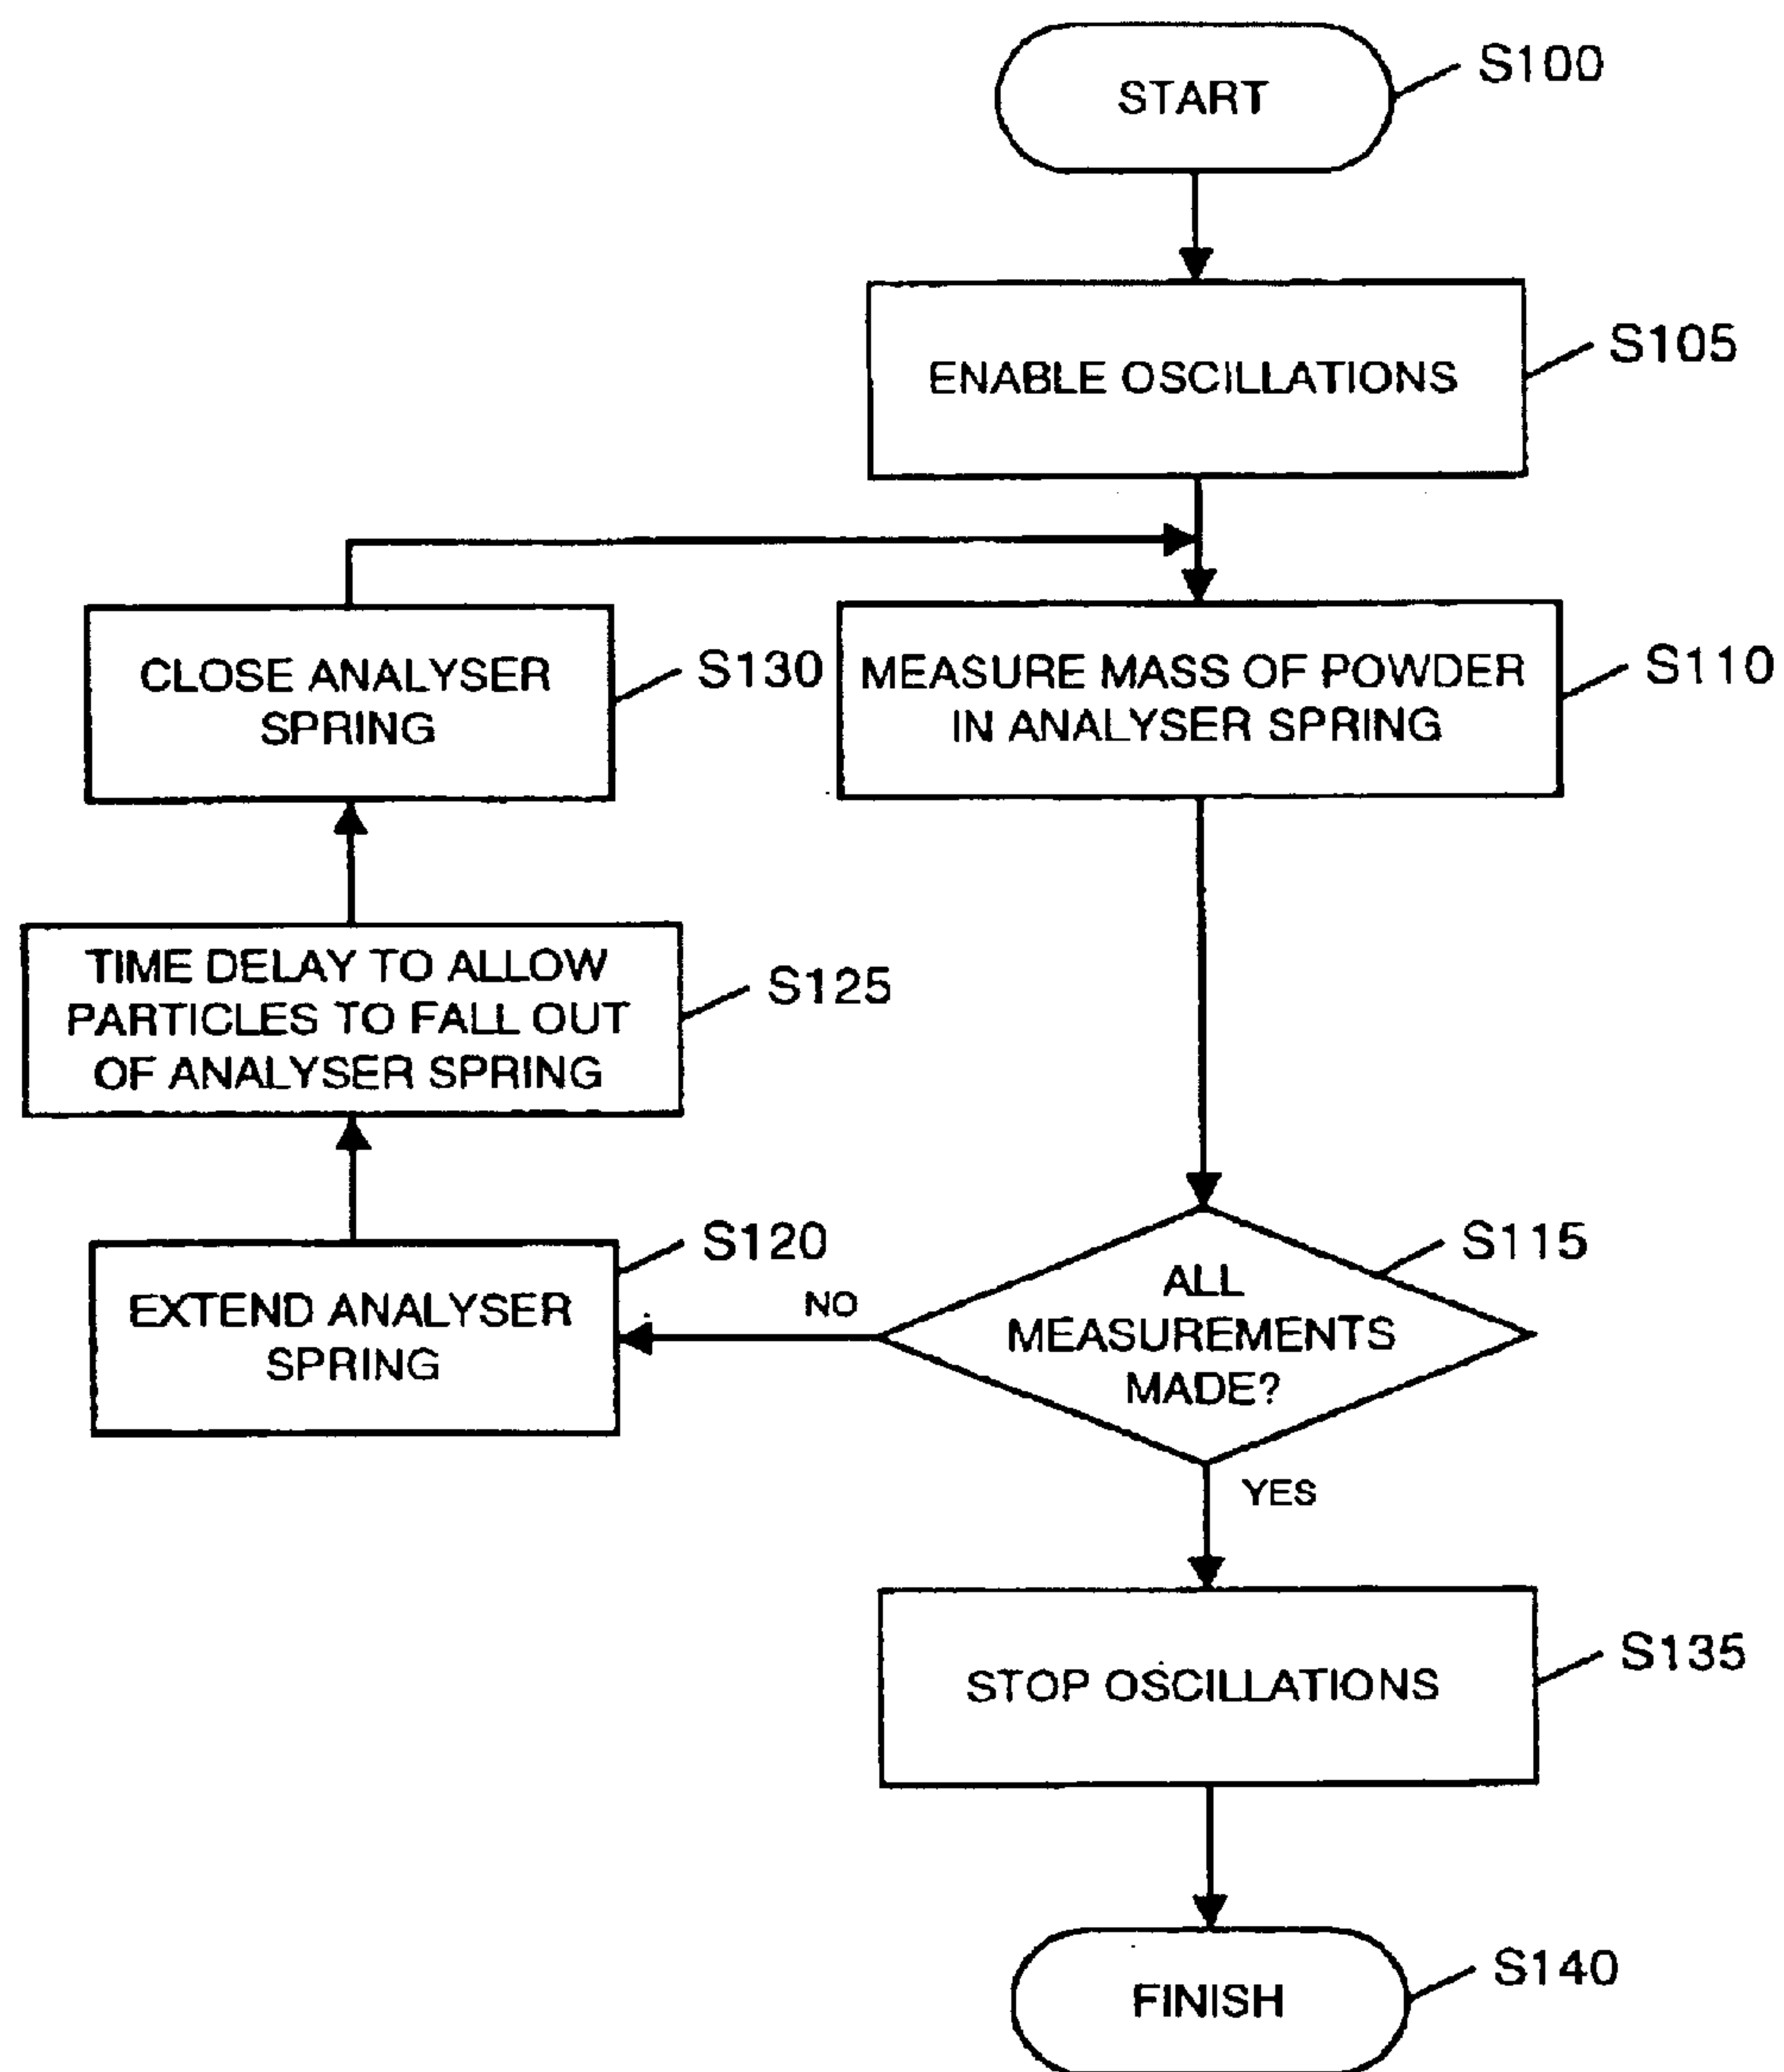 START
S100
ENABLE OSCILLATIONS
S105
MEASURE MASS OF POWDER
IN ANALYSER SPRING
S110
ALL
MEASUREMENTS
MADE?
S115
NO
EXTEND ANALYSER
SPRING
S120
TIME DELAY TO ALLOW
PARTICLES TO FALL OUT
OF ANALYSER SPRING
S125
CLOSE ANALYSER
SPRING
S130
YES
STOP OSCILLATIONS
S135
FINISH
S140